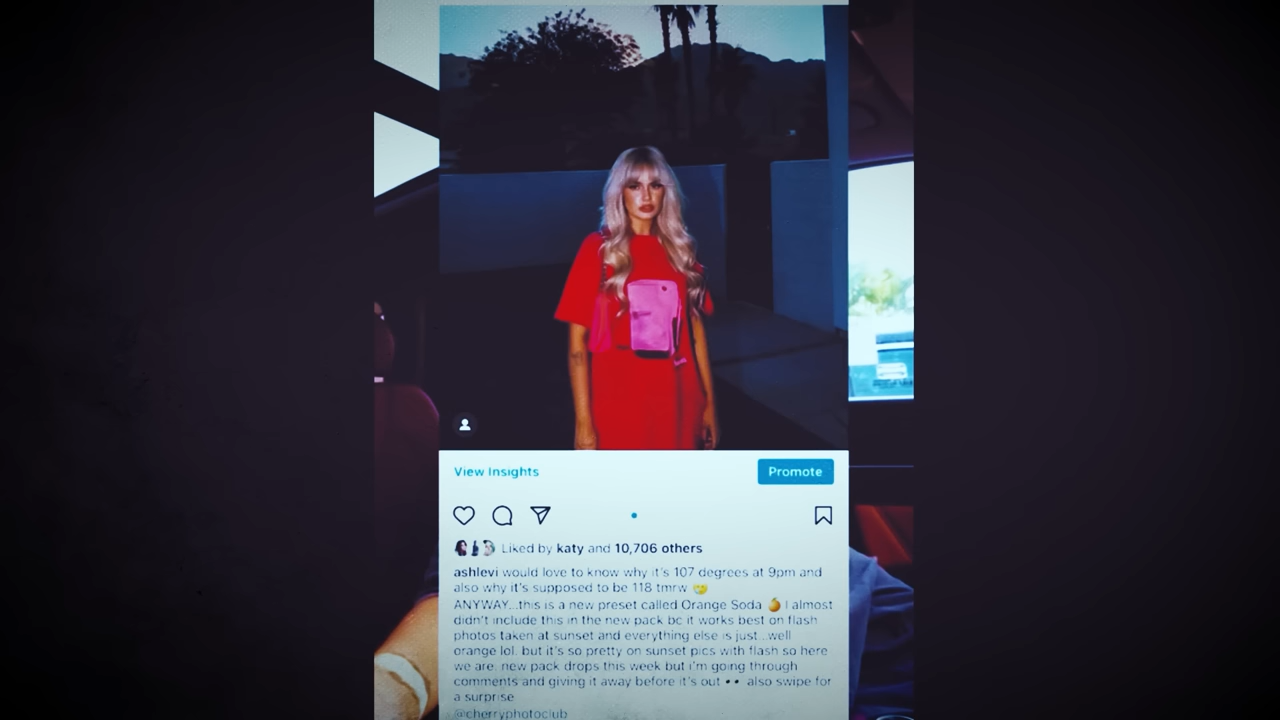 View Insights
Promote
Liked by katy and 10,706 others
ashlevi would love to know why it's 107 degrees at 9pm and
also why it's supposed to be 118 tmrw 🫠
ANYWAY...this is a new preset called Orange Soda 🍊 I almost
didn't include this in the new pack bc it works best on flash
photos taken at sunset and everything else is just...well
orange lol. but it's so pretty on sunset pics with flash so here
we are. new pack drops this week but i'm going through
comments and giving it away before it's out 👀 also swipe for
a surprise
@cherryphotoclub